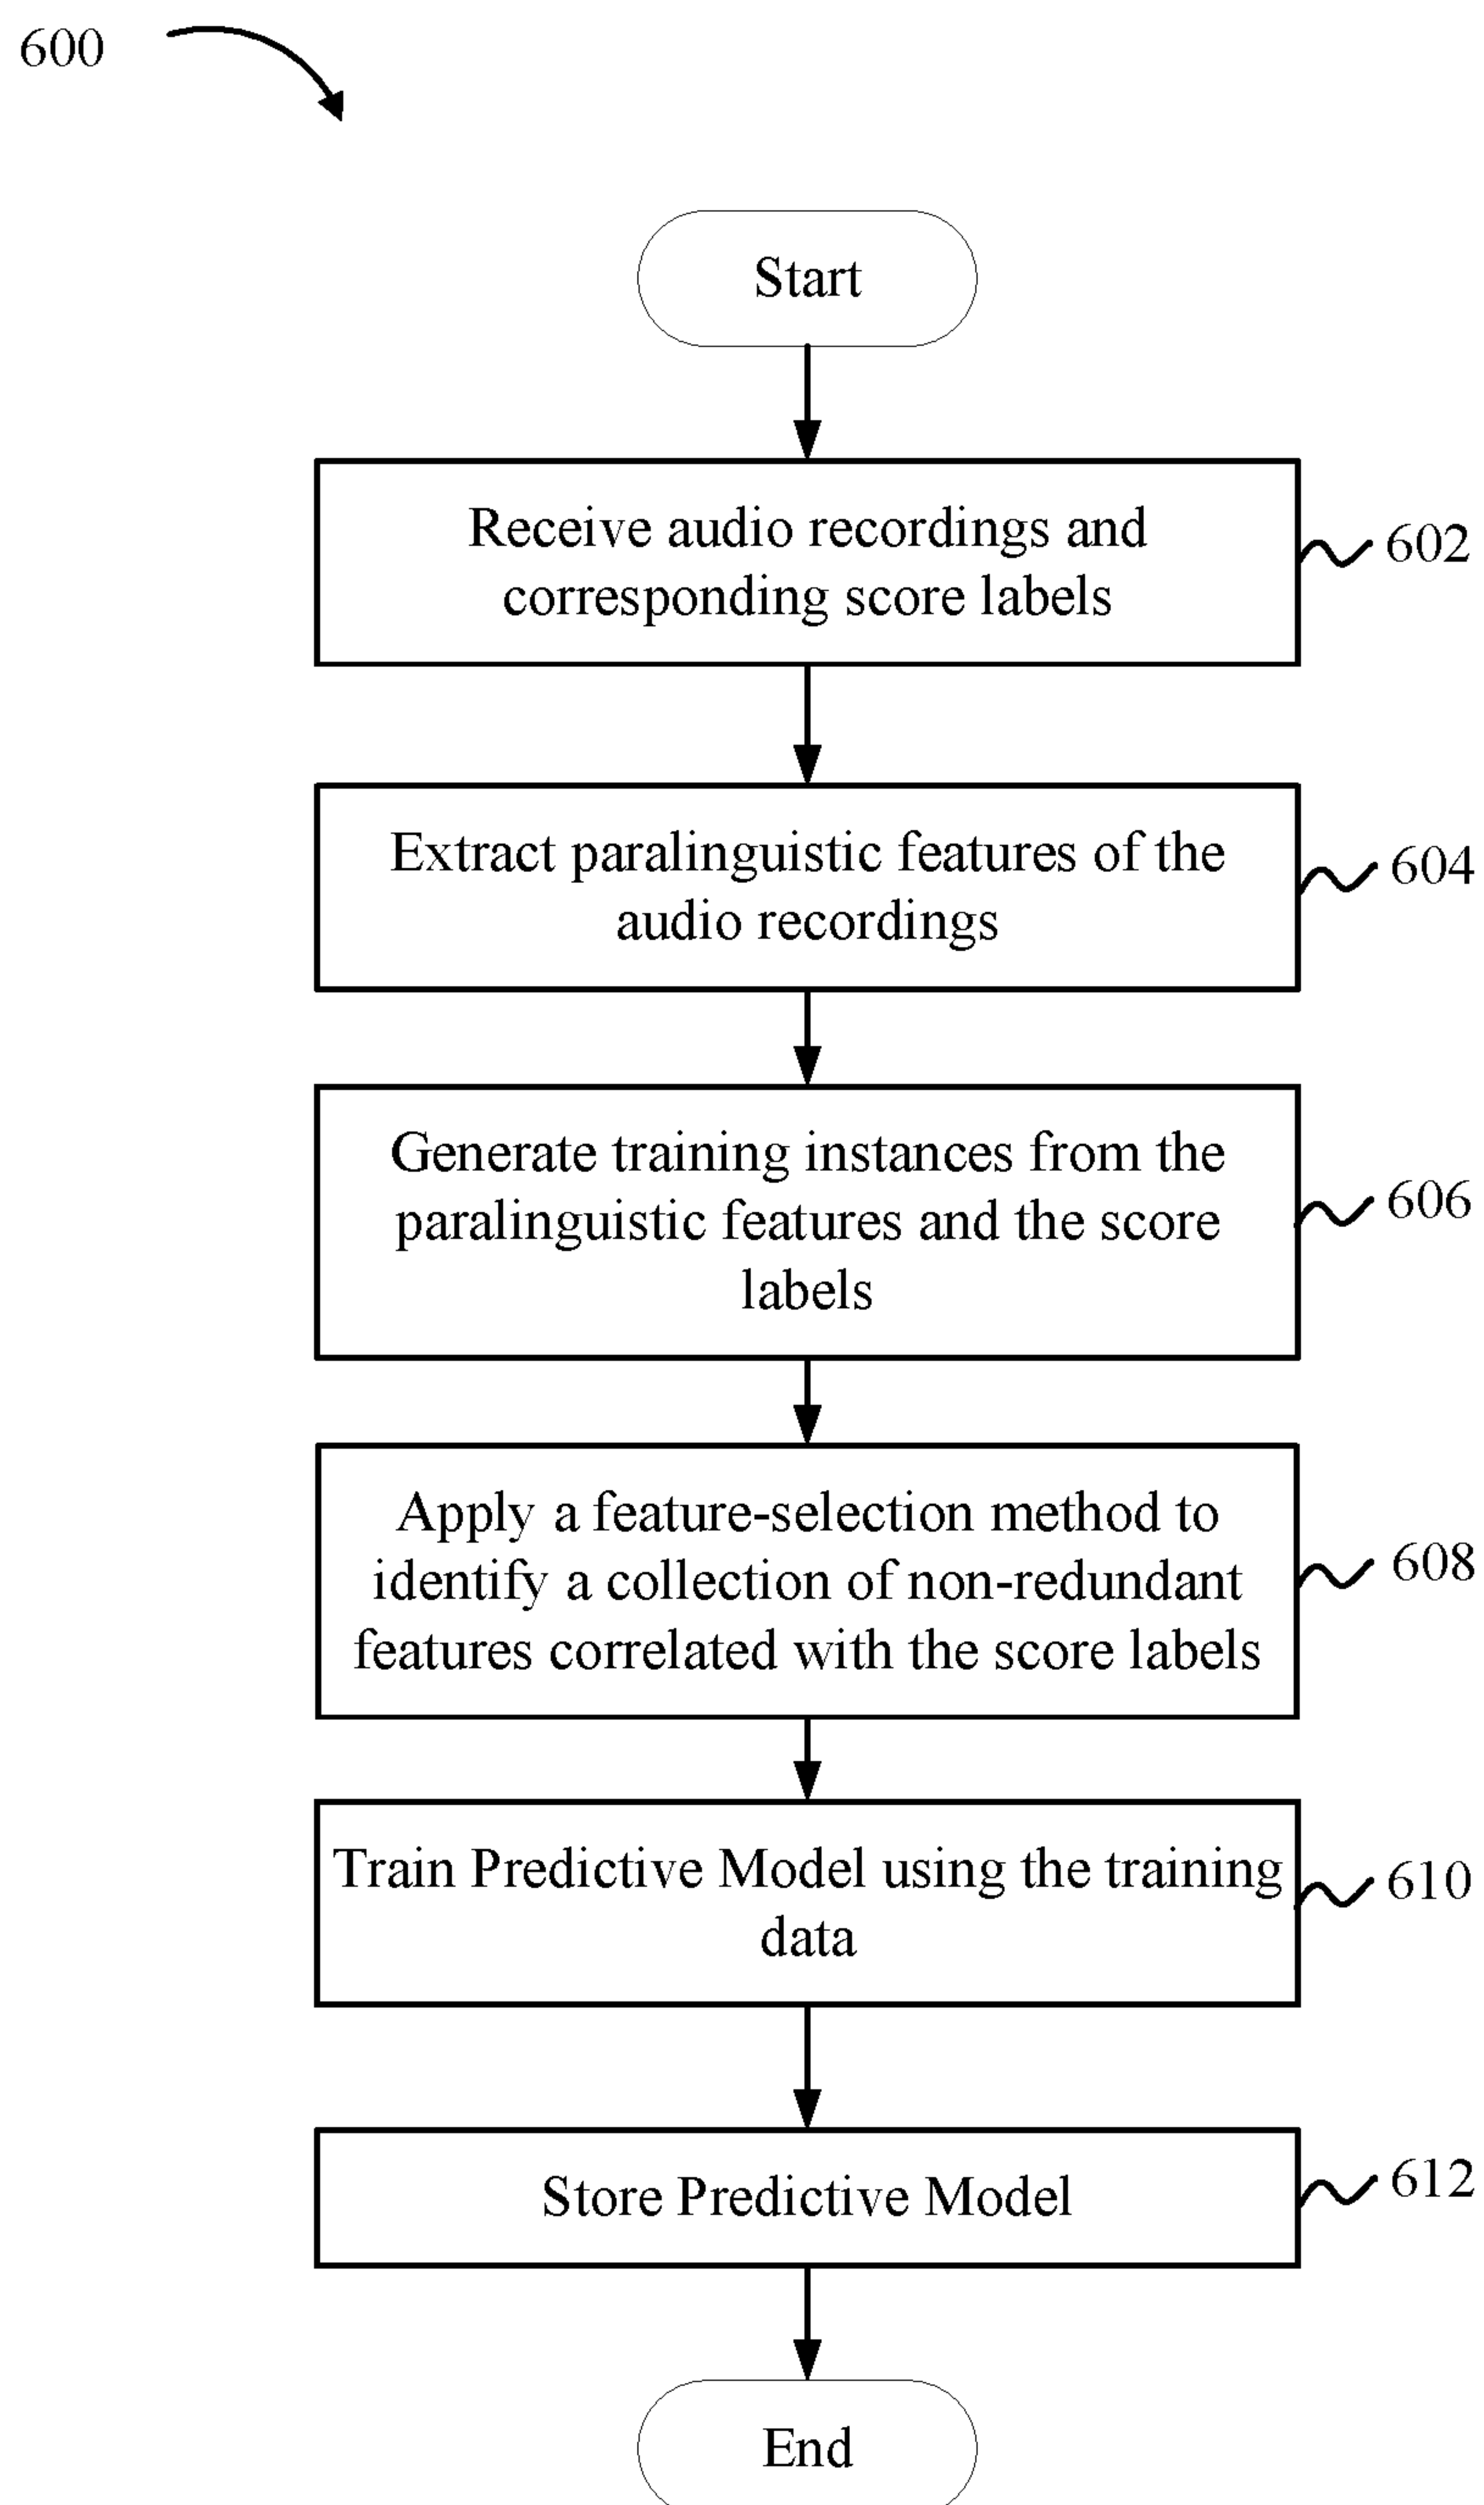 600
Start
Receive audio recordings and
corresponding score labels
602
Extract paralinguistic features of the
audio recordings
604
Generate training instances from the
paralinguistic features and the score
labels
606
Apply a feature-selection method to
identify a collection of non-redundant
features correlated with the score labels
608
Train Predictive Model using the training
data
610
Store Predictive Model
612
End